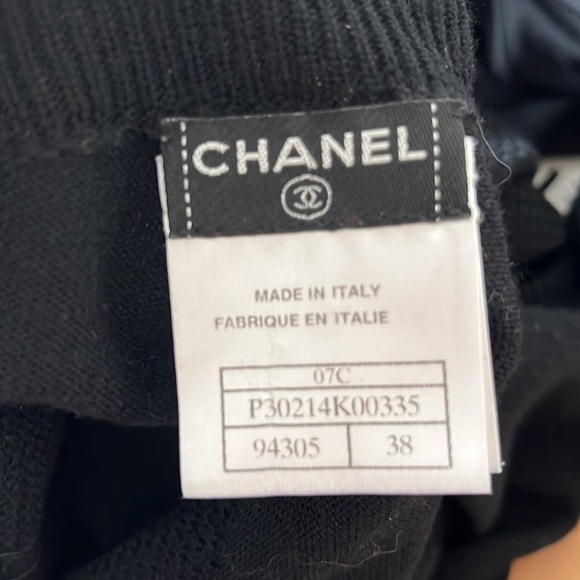 CHANEL
MADE IN ITALY
FABRIQUE EN ITALIE
07C
P30214K00335
94305 38